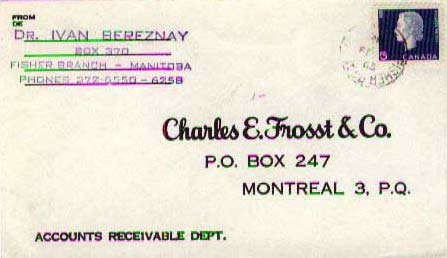 FROM
DE
DR. IVAN BEREZNAY
BOX 370
FISHER BRANCH - MANITOBA
PHONES 372-6550 - 6258
CANADA
Charles E. Frosst & Co.
P.O. BOX 247
MONTREAL 3, P.Q.
ACCOUNTS RECEIVABLE DEPT.